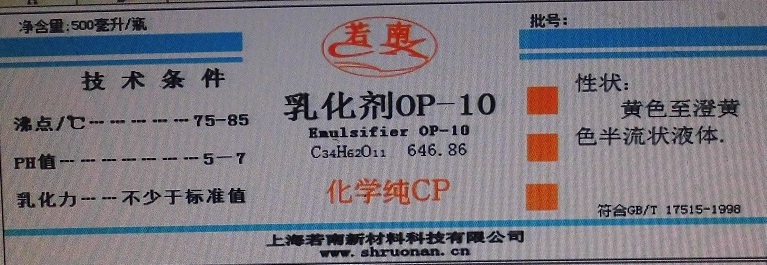 净含量:500毫升/瓶
批号:
若南
技术条件
沸点/℃--------75-85
PH值--------5-7
乳化力---不少于标准值
乳化剂OP-10
Emulsifier OP-10
C34H62O11 646.86
化学纯CP
性状:
黄色至澄黄
色半流状液体.
符合GB/T 17515-1998
上海若南新材料科技有限公司
www.shruonan.cn